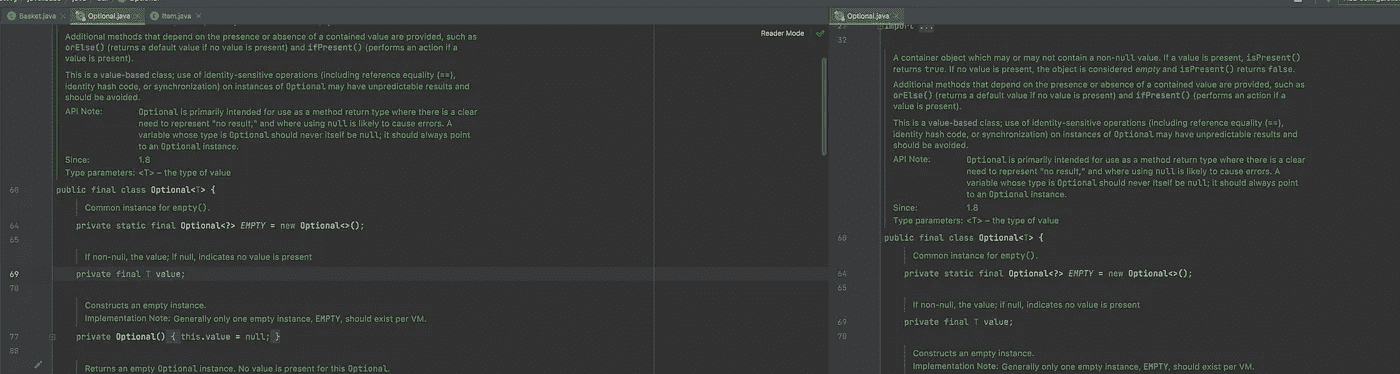 Basket.java
Optional.java
Item.java
Additional methods that depend on the presence or absence of a contained value are provided, such as
orElse() (returns a default value if no value is present) and ifPresent() (performs an action if a
value is present).
This is a value-based class; use of identity-sensitive operations (including reference equality (==),
identity hash code, or synchronization) on instances of Optional may have unpredictable results and
should be avoided.
API Note: Optional is primarily intended for use as a method return type where there is a clear
need to represent "no result," and where using null is likely to cause errors. A
variable whose type is Optional should never itself be null; it should always point
to an Optional instance.
Since: 1.8
Type parameters: <T> – the type of value
60 public final class Optional<T> {
Common instance for empty().
64 private static final Optional<?> EMPTY = new Optional<>();
65
If non-null, the value; if null, indicates no value is present
69 private final T value;
70
Constructs an empty instance.
Implementation Note: Generally only one empty instance, EMPTY, should exist per VM.
77 private Optional() { this.value = null; }
80
Returns an empty Optional instance. No value is present for this Optional.
Reader Mode
Optional.java
import ...
32
A container object which may or may not contain a non-null value. If a value is present, isPresent()
returns true. If no value is present, the object is considered empty and isPresent() returns false.
Additional methods that depend on the presence or absence of a contained value are provided, such as
orElse() (returns a default value if no value is present) and ifPresent() (performs an action if a
value is present).
This is a value-based class; use of identity-sensitive operations (including reference equality (==),
identity hash code, or synchronization) on instances of Optional may have unpredictable results and
should be avoided.
API Note: Optional is primarily intended for use as a method return type where there is a clear
need to represent "no result," and where using null is likely to cause errors. A
variable whose type is Optional should never itself be null; it should always point
to an Optional instance.
Since: 1.8
Type parameters: <T> – the type of value
60 public final class Optional<T> {
Common instance for empty().
64 private static final Optional<?> EMPTY = new Optional<>();
65
If non-null, the value; if null, indicates no value is present
69 private final T value;
70
Constructs an empty instance.
Implementation Note: Generally only one empty instance, EMPTY, should exist per VM.